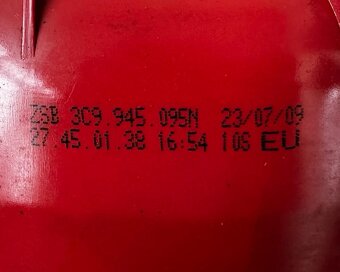 ZSB 3C9.945.095N 23/07/09
27.45.01.38 16:54 10S EU